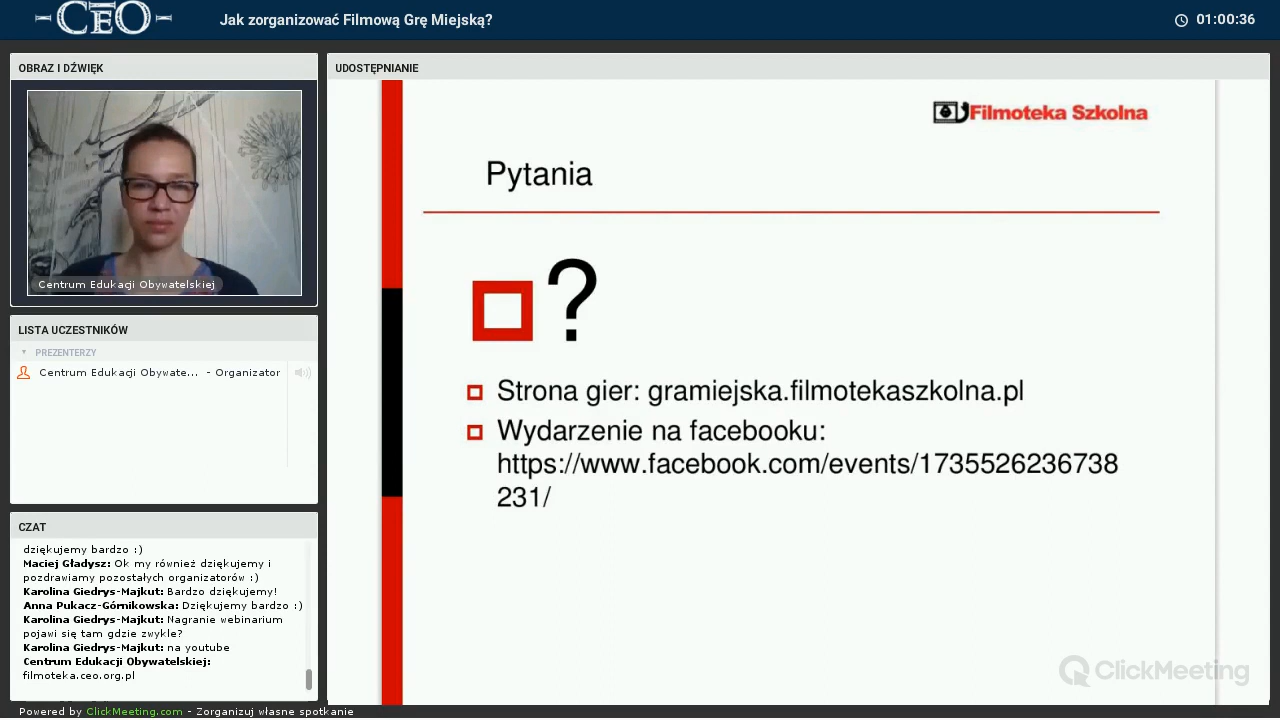 CEO
Jak zorganizować Filmową Grę Miejską?
01:00:36
OBRAZ I DŹWIĘK
Centrum Edukacji Obywatelskiej
LISTA UCZESTNIKÓW
PREZENTERZY
Centrum Edukacji Obywate... - Organizator
CZAT
dziękujemy bardzo :)
Maciej Gładysz: Ok my również dziękujemy i
pozdrawiamy pozostałych organizatorów :)
Karolina Giedrys-Majkut: Bardzo dziękujemy!
Anna Pukacz-Górnikowska: Dziękujemy bardzo :)
Karolina Giedrys-Majkut: Nagranie webinarium
pojawi się tam gdzie zwykle?
Karolina Giedrys-Majkut: na youtube
Centrum Edukacji Obywatelskiej:
filmoteka.ceo.org.pl
Powered by ClickMeeting.com - Zorganizuj własne spotkanie
UDOSTĘPNIANIE
Filmoteka Szkolna
Pytania
?
Strona gier: gramiejska.filmotekaszkolna.pl
Wydarzenie na facebooku:
https://www.facebook.com/events/1735526236738
231/
ClickMeeting